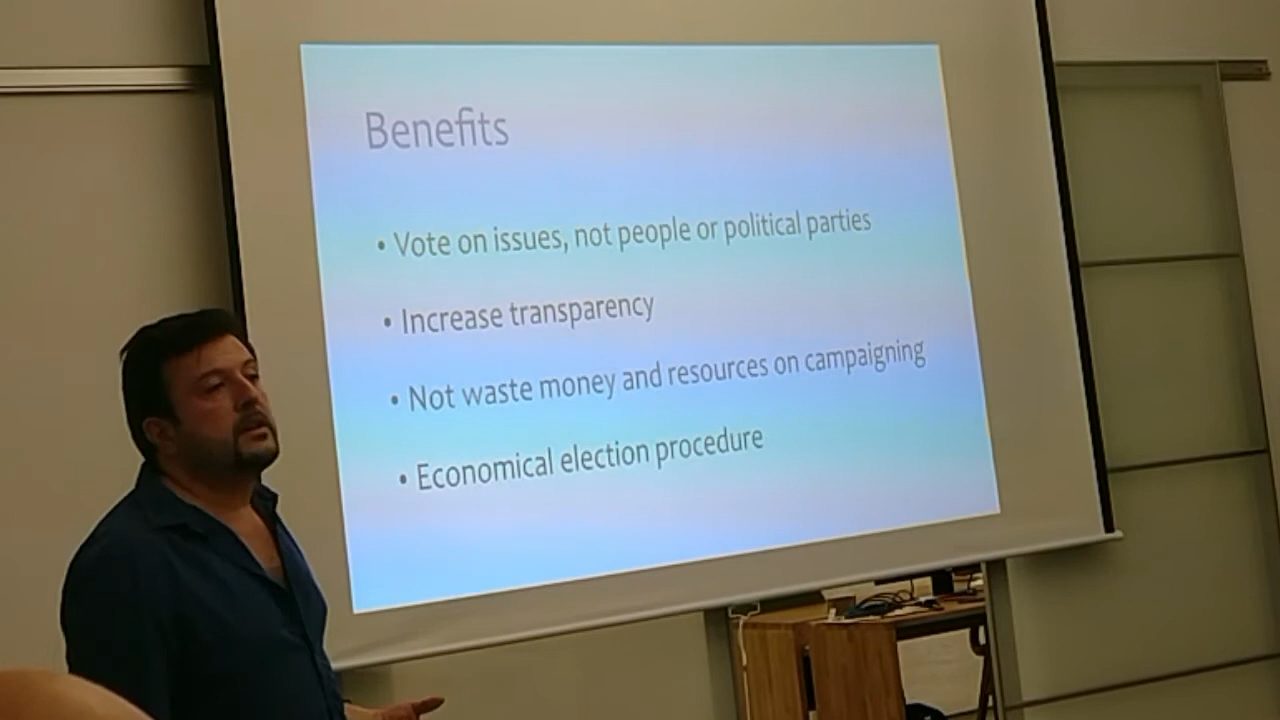 Benefits
• Vote on issues, not people or political parties
• Increase transparency
• Not waste money and resources on campaigning
• Economical election procedure